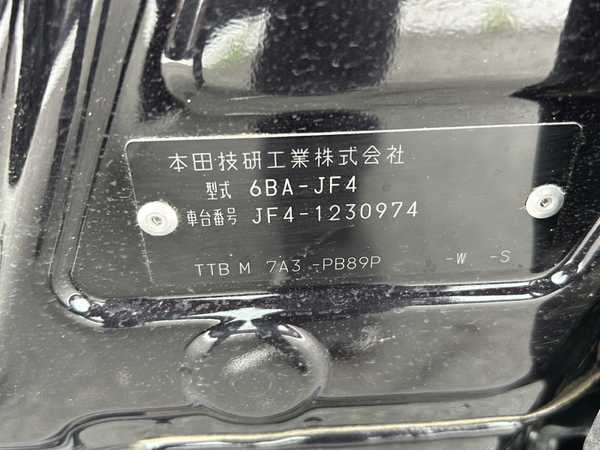 本田技研工業株式会社
型式 6BA-JF4
車台番号 JF4-1230974
TTB M 7A3 -PB89P -W -S